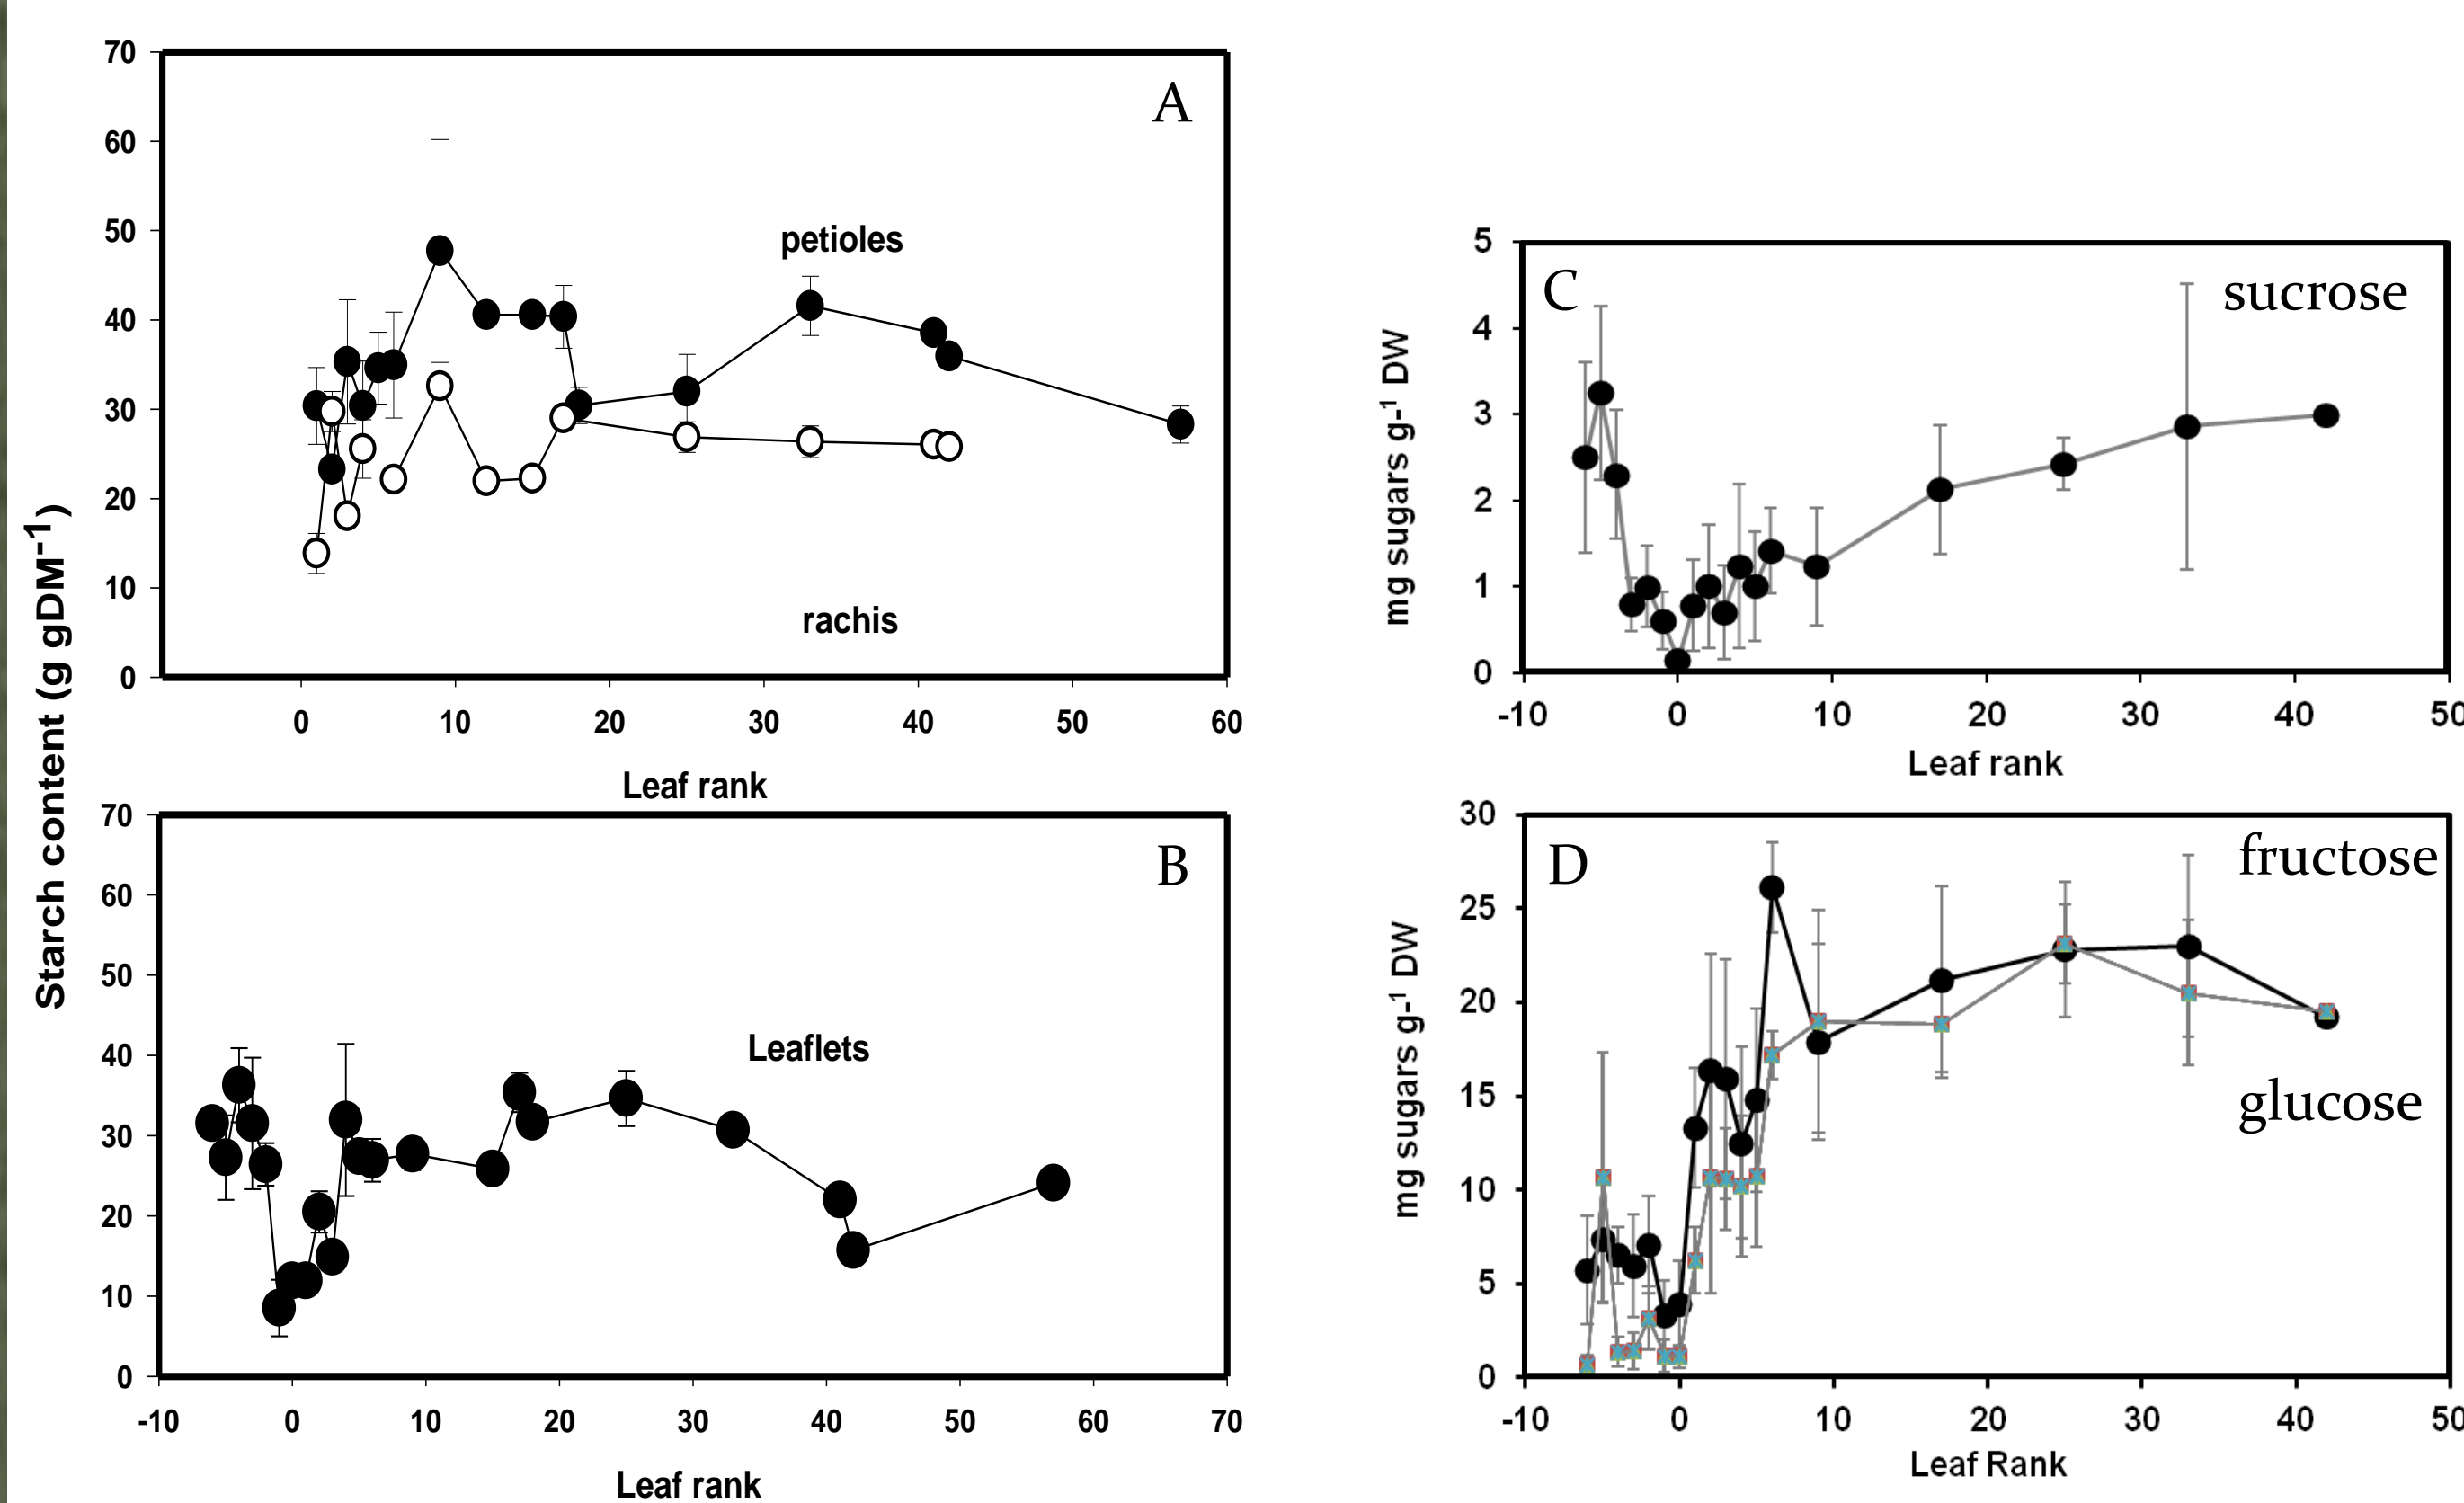 Starch content (g gDM-1)
70
60
50
40
30
20
10
0
A
petioles
rachis
0 10 20 30 40 50 60
Leaf rank
70
60
50
40
30
20
10
0
B
Leaflets
-10 0 10 20 30 40 50 60 70
Leaf rank
mg sugars g-1 DW
5
4
3
2
1
0
C
sucrose
-10 0 10 20 30 40 50
Leaf rank
mg sugars g-1 DW
30
25
20
15
10
5
0
D
fructose
glucose
-10 0 10 20 30 40 50
Leaf Rank